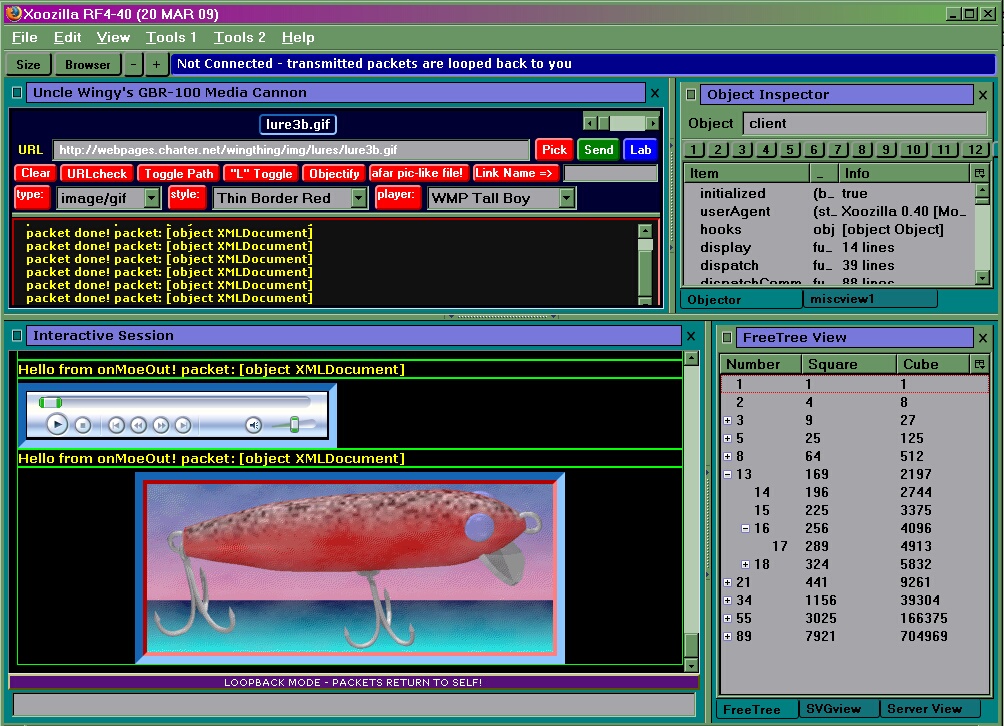 Xoozilla RF4-40 (20 MAR 09)
File Edit View Tools 1 Tools 2 Help
Size Browser - + Not Connected - transmitted packets are looped back to you
Uncle Wingy's GBR-100 Media Cannon
lure3b.gif
URL http://webpages.charter.net/wingthing/img/lures/lure3b.gif Pick Send Lab
Clear URLcheck Toggle Path "L" Toggle Objectify afar pic-like file! Link Name =>
type: image/gif style: Thin Border Red player: WMP Tall Boy
packet done! packet: [object XMLDocument]
packet done! packet: [object XMLDocument]
packet done! packet: [object XMLDocument]
packet done! packet: [object XMLDocument]
packet done! packet: [object XMLDocument]
packet done! packet: [object XMLDocument]
Object Inspector
Object client
1 2 3 4 5 6 7 8 9 10 11 12
Item _ Info
initialized (b_ true
userAgent (st_ Xoozilla 0.40 [Mo_
hooks obj [object Object]
display fu_ 14 lines
dispatch fu_ 39 lines
dispatchComm fu_ 88 lines
Objector miscview1
Interactive Session
Hello from onMoeOut! packet: [object XMLDocument]
Hello from onMoeOut! packet: [object XMLDocument]
LOOPBACK MODE - PACKETS RETURN TO SELF!
FreeTree View
Number Square Cube
1 1 1
2 4 8
3 9 27
5 25 125
8 64 512
13 169 2197
14 196 2744
15 225 3375
16 256 4096
17 289 4913
18 324 5832
21 441 9261
34 1156 39304
55 3025 166375
89 7921 704969
FreeTree SVGview Server View